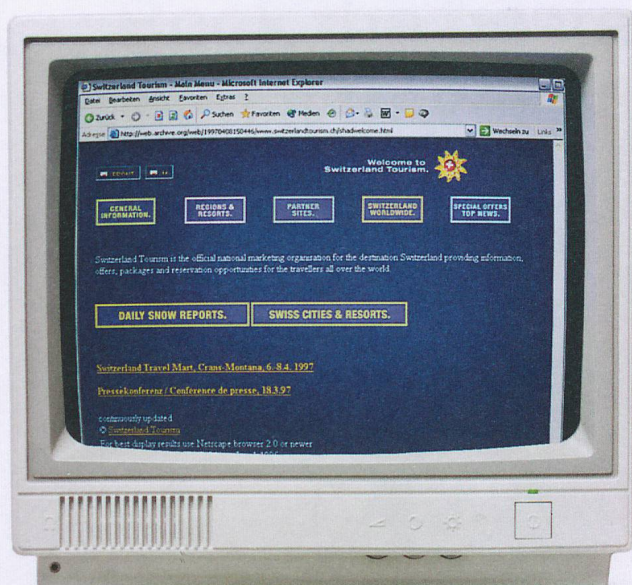 Switzerland Tourism - Main Menu - Microsoft Internet Explorer
Datei Bearbeiten Ansicht Favoriten Extras ?
Zurück Suchen Favoriten Medien
Adresse http://web.archive.org/web/19970408150446/www.switzerlandtourism.ch/shadwelcome.html Wechseln zu Links »
Welcome to
Switzerland Tourism.
GENERAL
INFORMATION.
REGIONS &
RESORTS.
PARTNER
SITES.
SWITZERLAND
WORLDWIDE.
SPECIAL OFFERS
TOP NEWS.
Switzerland Tourism is the official national marketing organisation for the destination Switzerland providing information,
offers, packages and reservation opportunities for the travellers all over the world.
DAILY SNOW REPORTS.
SWISS CITIES & RESORTS.
Switzerland Travel Mart, Crans-Montana, 6.-8.4. 1997
Pressekonferenz / Conférence de presse, 18.3.97
continuously updated
© Switzerland Tourism
For best display results use Netscape browser 2.0 or newer